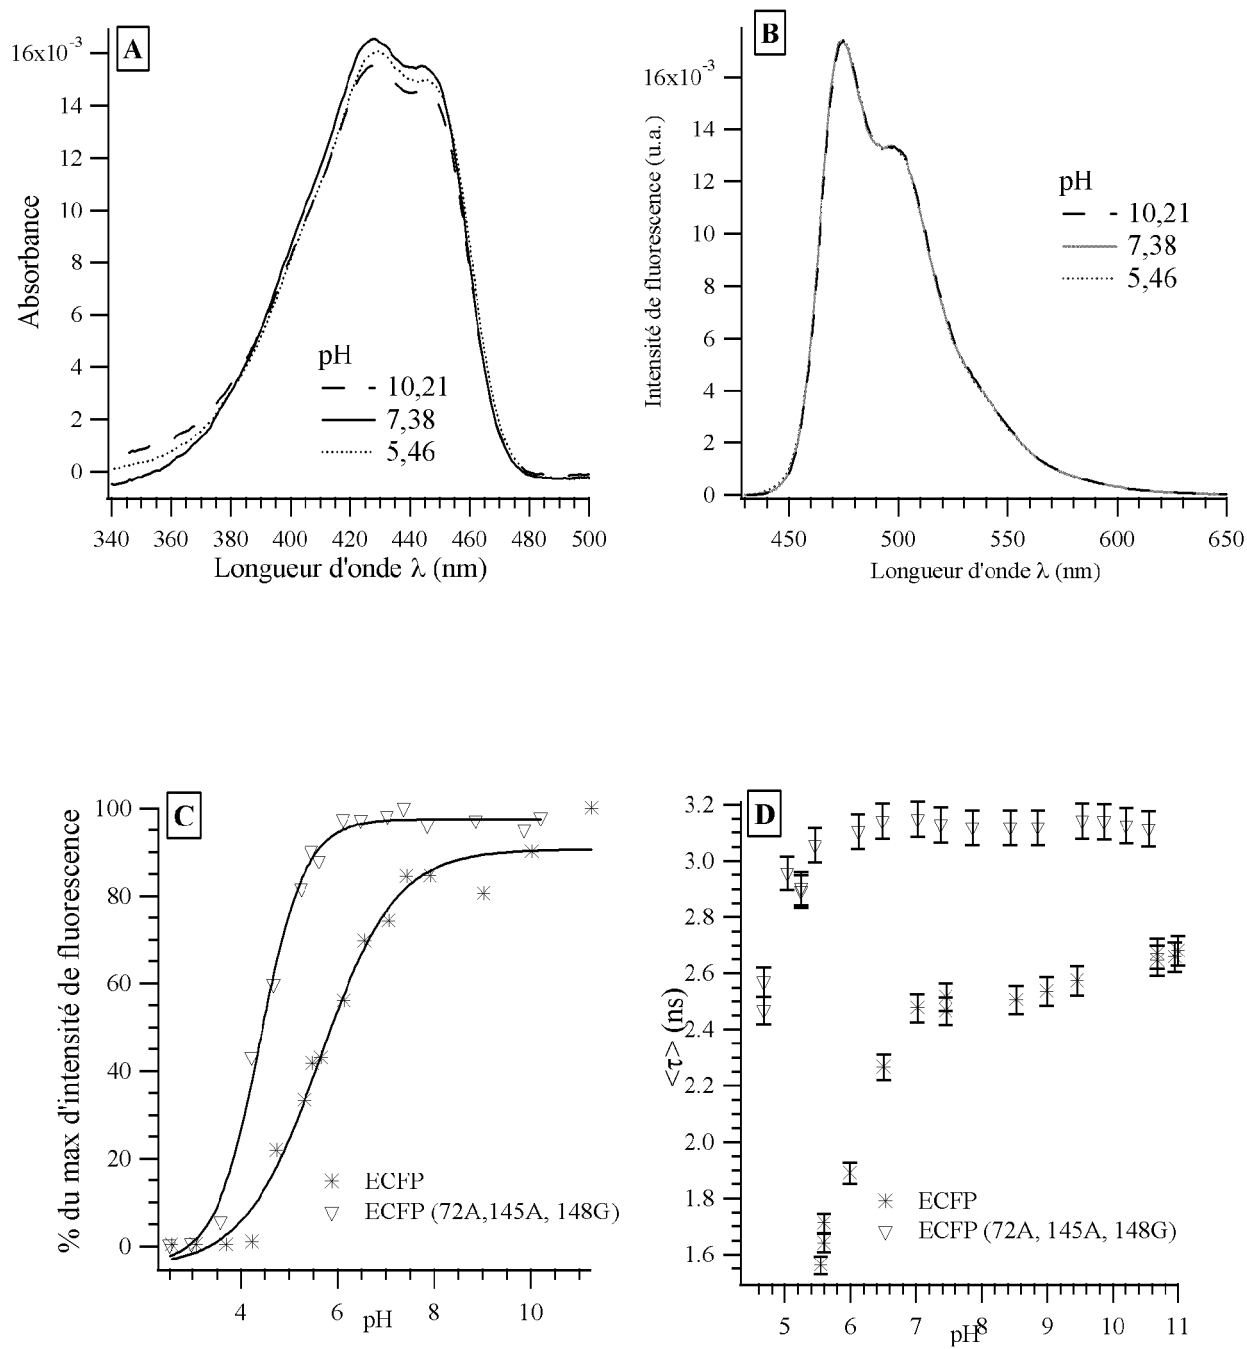 A
16x10-3
14
12
10
8
6
4
2
0
Absorbance
pH
10,21
7,38
5,46
340 360 380 400 420 440 460 480 500
Longueur d'onde λ (nm)
B
16x10-3
14
12
10
8
6
4
2
0
Intensité de fluorescence (u.a.)
pH
10,21
7,38
5,46
450 500 550 600 650
Longueur d'onde λ (nm)
C
100
80
60
40
20
0
% du max d'intensité de fluorescence
ECFP
ECFP (72A,145A, 148G)
4 6 8 10
pH
D
3.2
3.0
2.8
2.6
2.4
2.2
2.0
1.8
1.6
<τ> (ns)
ECFP
ECFP (72A, 145A, 148G)
5 6 7 8 9 10 11
pH